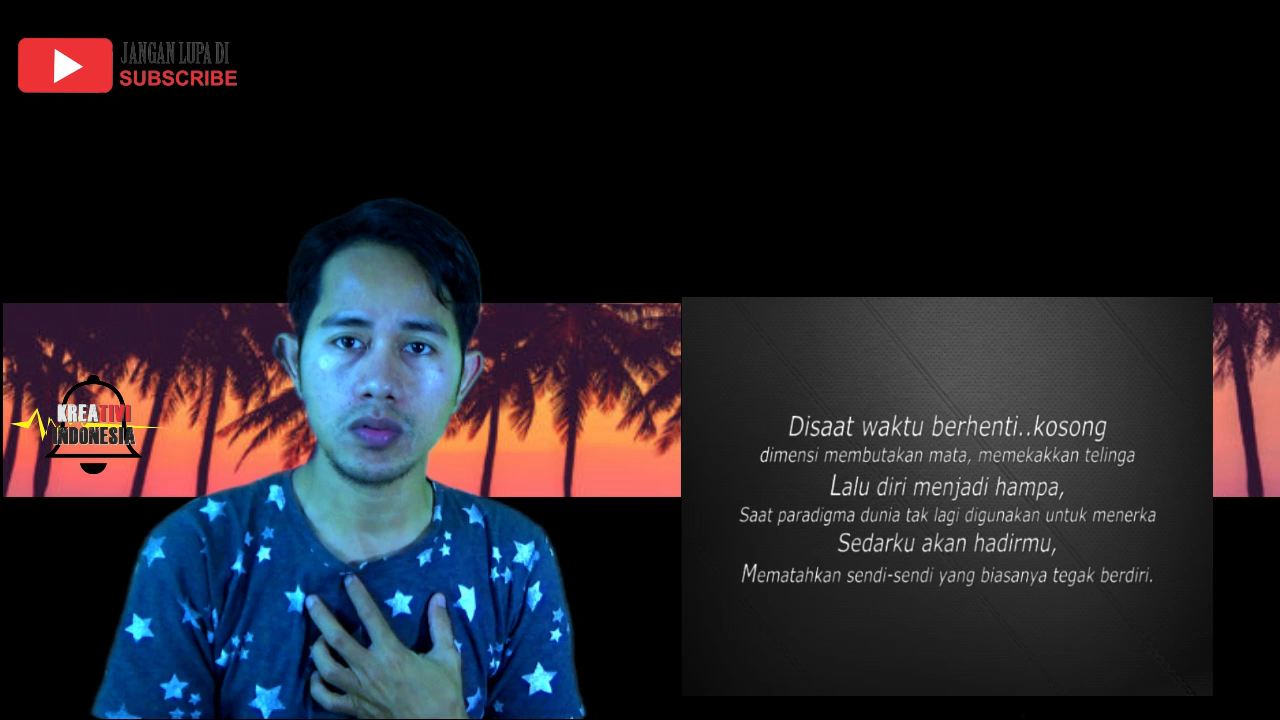 JANGAN LUPA DI
SUBSCRIBE
KREATIVI
INDONESIA
Disaat waktu berhenti..kosong
dimensi membutakan mata, memekakkan telinga
Lalu diri menjadi hampa,
Saat paradigma dunia tak lagi digunakan untuk menerka
Sedarku akan hadirmu,
Mematahkan sendi-sendi yang biasanya tegak berdiri.